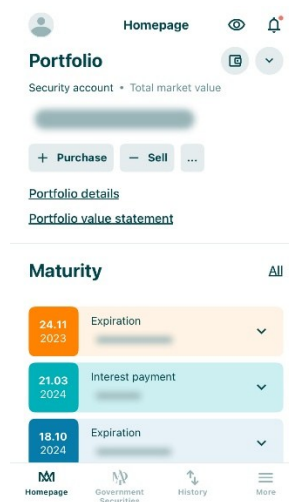 Homepage
Portfolio
Security account • Total market value
+ Purchase
— Sell
...
Portfolio details
Portfolio value statement
Maturity
All
24.11
2023
Expiration
21.03
2024
Interest payment
18.10
2024
Expiration
Homepage
Government
Securities
History
More